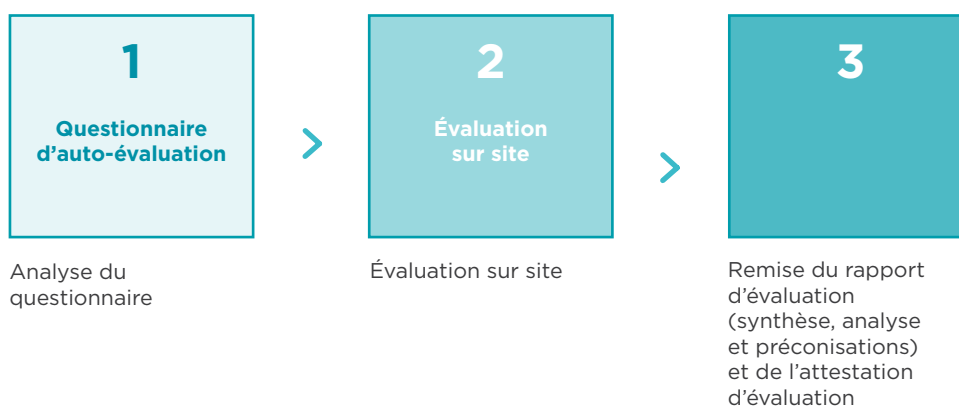 1
Questionnaire
d'auto-évaluation
>
Analyse du
questionnaire
2
Évaluation
sur site
>
Évaluation sur site
3
Remise du rapport
d'évaluation
(synthèse, analyse
et préconisations)
et de l'attestation
d'évaluation